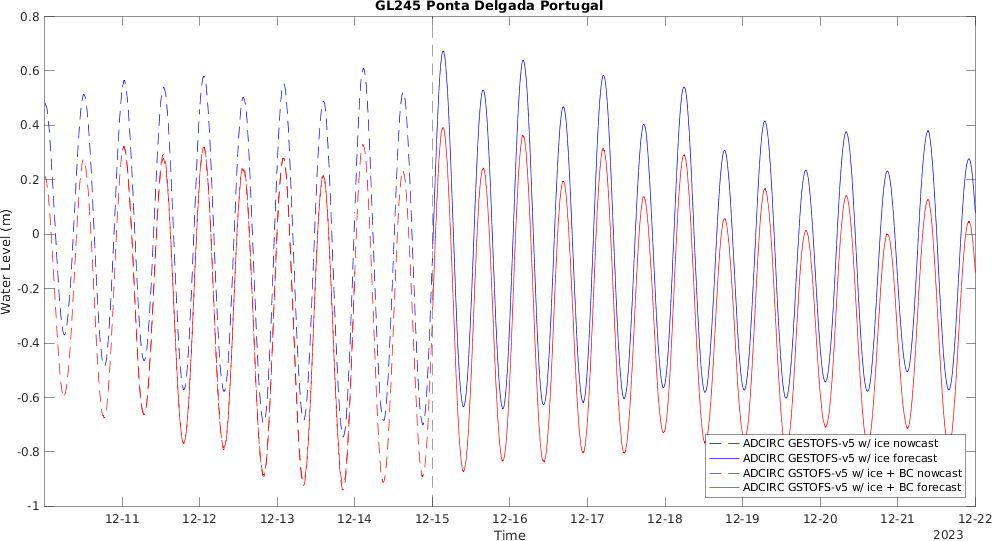 GL245 Ponta Delgada Portugal
Water Level (m)
0.8
0.6
0.4
0.2
0
-0.2
-0.4
-0.6
-0.8
-1
ADCIRC GESTOFS-v5 w/ ice nowcast
ADCIRC GESTOFS-v5 w/ ice forecast
ADCIRC GSTOFS-v5 w/ ice + BC nowcast
ADCIRC GSTOFS-v5 w/ ice + BC forecast
12-11 12-12 12-13 12-14 12-15 12-16 12-17 12-18 12-19 12-20 12-21 12-22
Time
2023